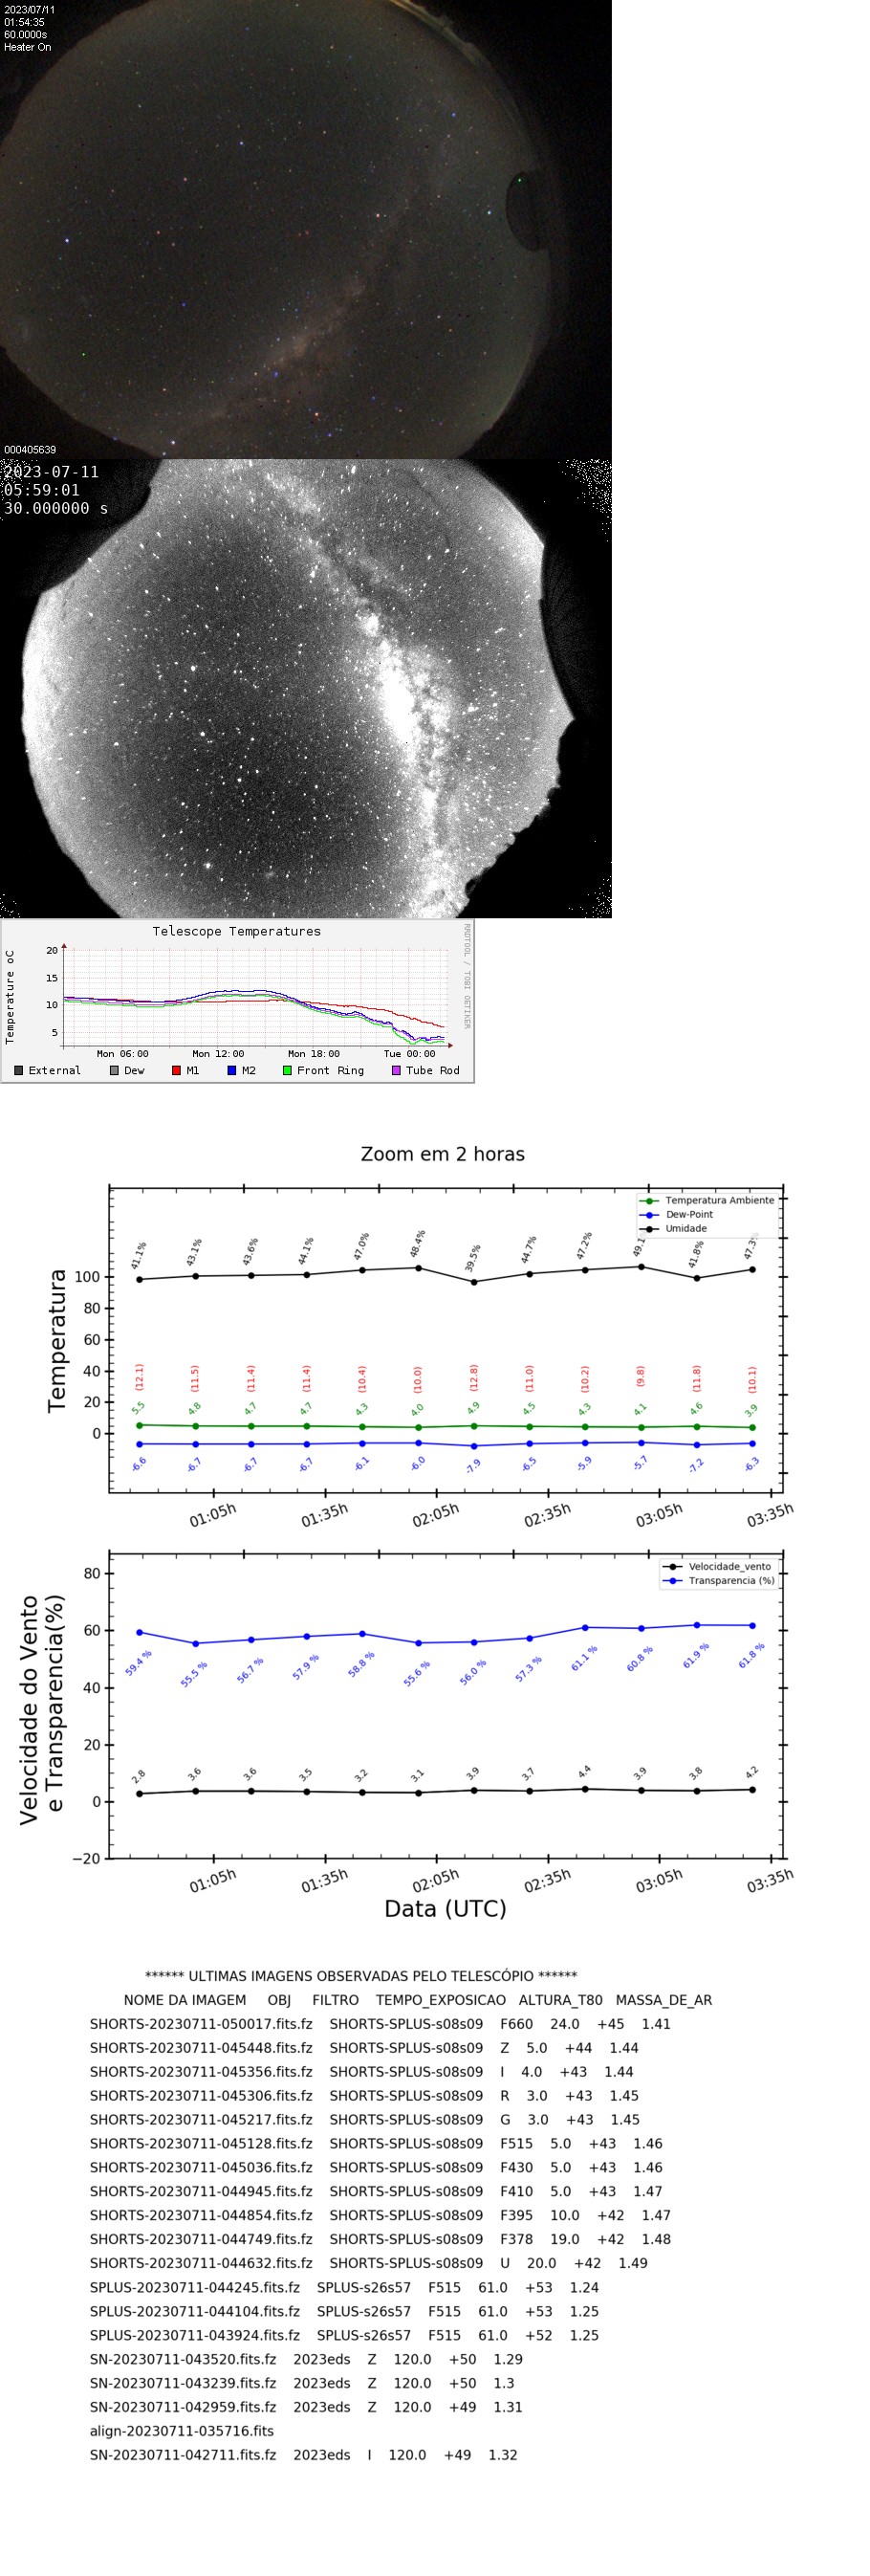 2023/07/11
01:54:35
60.0000s
Heater On
000405639
2023-07-11
05:59:01
30.000000 s
Telescope Temperatures
RRDTOOL / TOBI OETIKER
Temperature oC
20
15
10
5
Mon 06:00 Mon 12:00 Mon 18:00 Tue 00:00
External Dew M1 M2 Front Ring Tube Rod
Zoom em 2 horas
Temperatura Ambiente
Dew-Point
Umidade
41.1% 43.1% 43.6% 44.1% 47.0% 48.4% 39.5% 44.7% 47.2% 49.1 41.8% 47.3%
Temperatura
100
80
60
40
20
0
(12.1) (11.5) (11.4) (11.4) (10.4) (10.0) (12.8) (11.0) (10.2) (9.8) (11.8) (10.1)
5.5 4.8 4.7 4.7 4.3 4.0 4.9 4.5 4.3 4.1 4.6 3.9
-6.6 -6.7 -6.7 -6.7 -6.1 -6.0 -7.9 -6.5 -5.9 -5.7 -7.2 -6.3
01:05h 01:35h 02:05h 02:35h 03:05h 03:35h
Velocidade_vento
Transparencia (%)
Velocidade do Vento
e Transparencia(%)
80
60
40
20
0
−20
59.4 % 55.5 % 56.7 % 57.9 % 58.8 % 55.6 % 56.0 % 57.3 % 61.1 % 60.8 % 61.9 % 61.8 %
2.8 3.6 3.6 3.5 3.2 3.1 3.9 3.7 4.4 3.9 3.8 4.2
01:05h 01:35h 02:05h 02:35h 03:05h 03:35h
Data (UTC)
****** ULTIMAS IMAGENS OBSERVADAS PELO TELESCÓPIO ******
NOME DA IMAGEM OBJ FILTRO TEMPO_EXPOSICAO ALTURA_T80 MASSA_DE_AR
SHORTS-20230711-050017.fits.fz SHORTS-SPLUS-s08s09 F660 24.0 +45 1.41
SHORTS-20230711-045448.fits.fz SHORTS-SPLUS-s08s09 Z 5.0 +44 1.44
SHORTS-20230711-045356.fits.fz SHORTS-SPLUS-s08s09 I 4.0 +43 1.44
SHORTS-20230711-045306.fits.fz SHORTS-SPLUS-s08s09 R 3.0 +43 1.45
SHORTS-20230711-045217.fits.fz SHORTS-SPLUS-s08s09 G 3.0 +43 1.45
SHORTS-20230711-045128.fits.fz SHORTS-SPLUS-s08s09 F515 5.0 +43 1.46
SHORTS-20230711-045036.fits.fz SHORTS-SPLUS-s08s09 F430 5.0 +43 1.46
SHORTS-20230711-044945.fits.fz SHORTS-SPLUS-s08s09 F410 5.0 +43 1.47
SHORTS-20230711-044854.fits.fz SHORTS-SPLUS-s08s09 F395 10.0 +42 1.47
SHORTS-20230711-044749.fits.fz SHORTS-SPLUS-s08s09 F378 19.0 +42 1.48
SHORTS-20230711-044632.fits.fz SHORTS-SPLUS-s08s09 U 20.0 +42 1.49
SPLUS-20230711-044245.fits.fz SPLUS-s26s57 F515 61.0 +53 1.24
SPLUS-20230711-044104.fits.fz SPLUS-s26s57 F515 61.0 +53 1.25
SPLUS-20230711-043924.fits.fz SPLUS-s26s57 F515 61.0 +52 1.25
SN-20230711-043520.fits.fz 2023eds Z 120.0 +50 1.29
SN-20230711-043239.fits.fz 2023eds Z 120.0 +50 1.3
SN-20230711-042959.fits.fz 2023eds Z 120.0 +49 1.31
align-20230711-035716.fits
SN-20230711-042711.fits.fz 2023eds I 120.0 +49 1.32